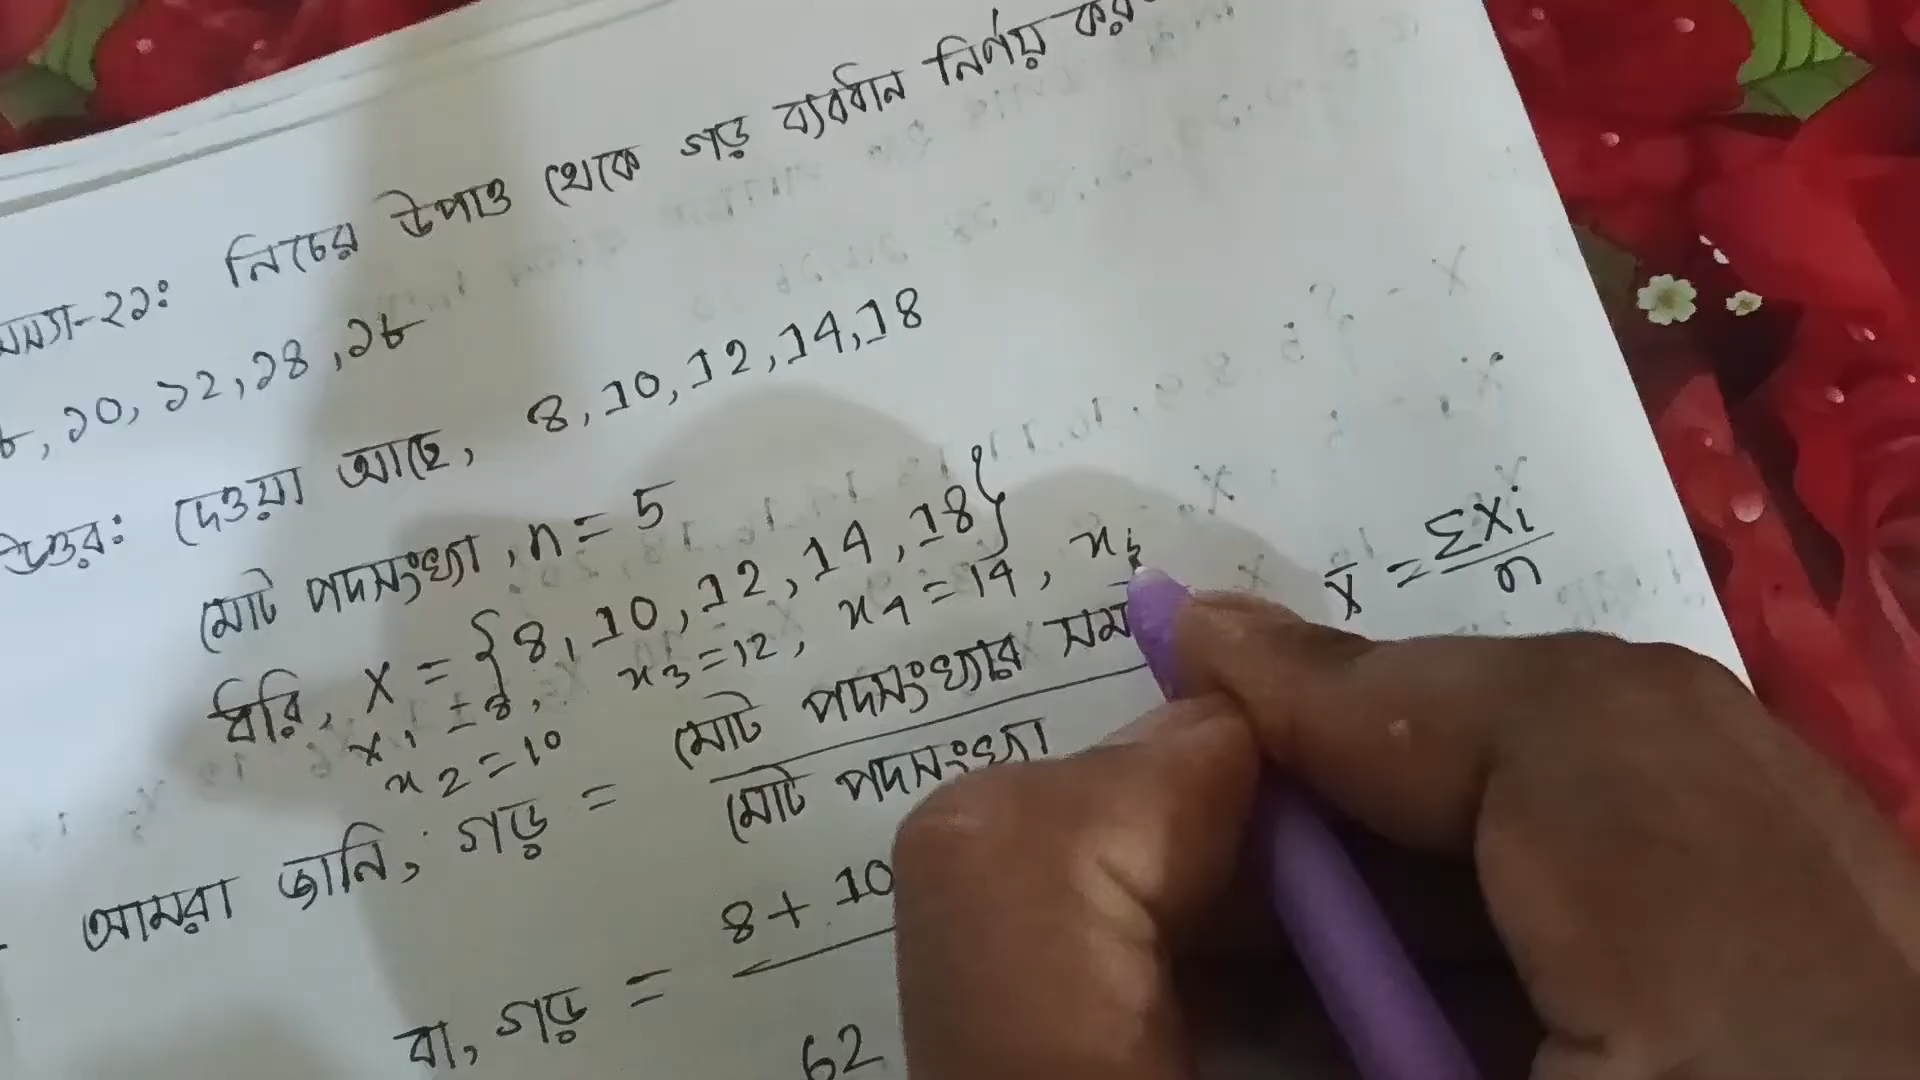 সমস্যা-২১ঃ নিচের উপাত্ত থেকে গড় ব্যবধান নির্ণয় কর
৮, ১০, ১২, ১৪, ১৮
উত্তরঃ দেওয়া আছে, 8, 10, 12, 14, 18
মোট পদসংখ্যা, n = 5
ধরি, X = {8, 10, 12, 14, 18}
x1 = 8, x3 = 12, x4 = 14, x5
x2 = 10
x̄ = ΣXi / n
আমরা জানি, গড় = মোট পদসংখ্যার সম / মোট পদসংখ্যা
বা, গড় = 8 + 10
62